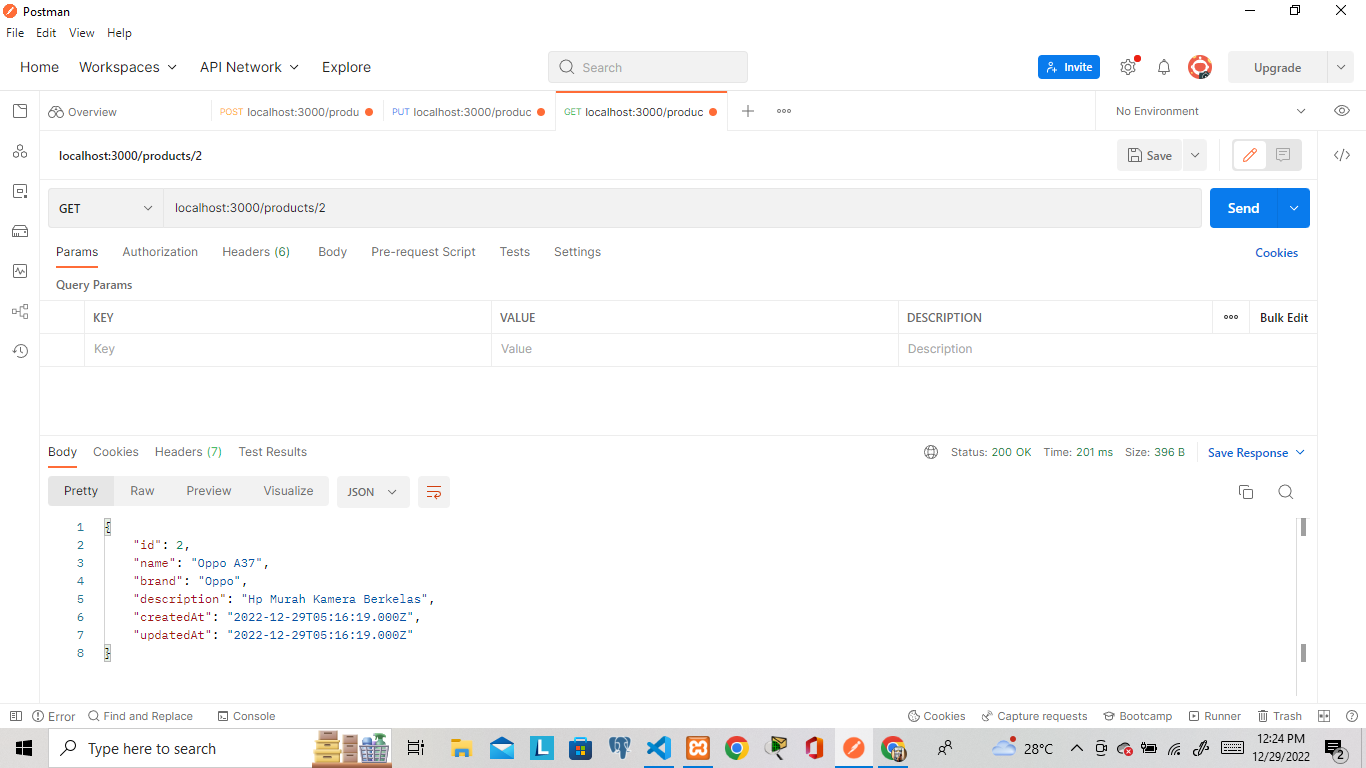 Postman
File Edit View Help
Home Workspaces API Network Explore Search Invite Upgrade
Overview POST localhost:3000/produ PUT localhost:3000/produc GET localhost:3000/produc No Environment
localhost:3000/products/2 Save
GET localhost:3000/products/2 Send
Params Authorization Headers (6) Body Pre-request Script Tests Settings Cookies
Query Params
KEY VALUE DESCRIPTION Bulk Edit
Key Value Description
Body Cookies Headers (7) Test Results Status: 200 OK Time: 201 ms Size: 396 B Save Response
Pretty Raw Preview Visualize JSON
1 {
2 "id": 2,
3 "name": "Oppo A37",
4 "brand": "Oppo",
5 "description": "Hp Murah Kamera Berkelas",
6 "createdAt": "2022-12-29T05:16:19.000Z",
7 "updatedAt": "2022-12-29T05:16:19.000Z"
8 }
Error Find and Replace Console Cookies Capture requests Bootcamp Runner Trash
Type here to search L 28°C 12:24 PM
12/29/2022 2